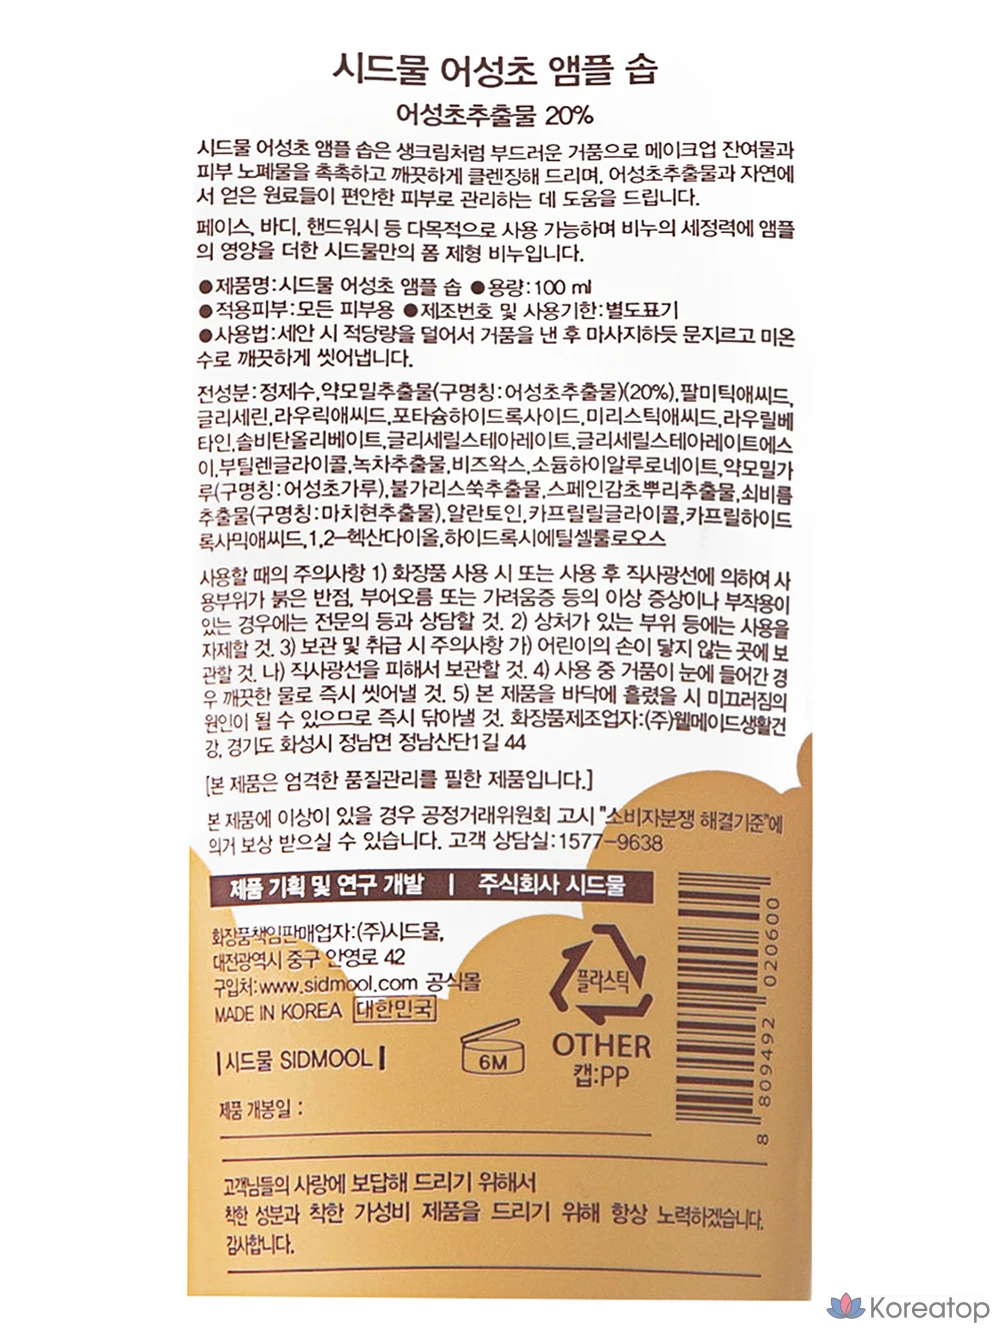 시드물 어성초 앰플 솝
어성초추출물 20%
시드물 어성초 앰플 솝은 생크림처럼 부드러운 거품으로 메이크업 잔여물과
피부 노폐물을 촉촉하고 깨끗하게 클렌징해 드리며, 어성초추출물과 자연에
서 얻은 원료들이 편안한 피부로 관리하는 데 도움을 드립니다.
페이스, 바디, 핸드워시 등 다목적으로 사용 가능하며 비누의 세정력에 앰플
의 영양을 더한 시드물만의 폼 제형 비누입니다.
●제품명:시드물 어성초 앰플 솝 ●용량:100 ml
●적용피부:모든 피부용 ●제조번호 및 사용기한:별도표기
●사용법:세안 시 적당량을 덜어서 거품을 낸 후 마사지하듯 문지르고 미온
수로 깨끗하게 씻어냅니다.
전성분:정제수,약모밀추출물(구명칭:어성초추출물)(20%),팔미틱애씨드,
글리세린,라우릭애씨드,포타슘하이드록사이드,미리스틱애씨드,라우릴베
타인,솔비탄올리베이트,글리세릴스테아레이트,글리세릴스테아레이트에스
이,부틸렌글라이콜,녹차추출물,비즈왁스,소듐하이알루로네이트,약모밀가
루(구명칭:어성초가루),불가리스쑥추출물,스페인감초뿌리추출물,쇠비름
추출물(구명칭:마치현추출물),알란토인,카프릴릴글라이콜,카프릴하이드
록사믹애씨드,1,2-헥산다이올,하이드록시에틸셀룰로오스
사용할 때의 주의사항 1) 화장품 사용 시 또는 사용 후 직사광선에 의하여 사
용부위가 붉은 반점, 부어오름 또는 가려움증 등의 이상 증상이나 부작용이
있는 경우에는 전문의 등과 상담할 것. 2) 상처가 있는 부위 등에는 사용을
자제할 것. 3) 보관 및 취급 시 주의사항 가) 어린이의 손이 닿지 않는 곳에 보
관할 것. 나) 직사광선을 피해서 보관할 것. 4) 사용 중 거품이 눈에 들어간 경
우 깨끗한 물로 즉시 씻어낼 것. 5) 본 제품을 바닥에 흘렸을 시 미끄러짐의
원인이 될 수 있으므로 즉시 닦아낼 것. 화장품제조업자:(주)웰메이드생활건
강, 경기도 화성시 정남면 정남산단1길 44
[본 제품은 엄격한 품질관리를 필한 제품입니다.]
본 제품에 이상이 있을 경우 공정거래위원회 고시 "소비자분쟁 해결기준"에
의거 보상 받으실 수 있습니다. 고객 상담실:1577-9638
제품 기획 및 연구 개발 | 주식회사 시드물
화장품책임판매업자:(주)시드물,
대전광역시 중구 안영로 42
구입처:www.sidmool.com 공식몰
MADE IN KOREA 대한민국
시드물 SIDMOOL
6M
플라스틱
OTHER
캡:PP
8 809492 020600
제품 개봉일 :
고객님들의 사랑에 보답해 드리기 위해서
착한 성분과 착한 가성비 제품을 드리기 위해 항상 노력하겠습니다.
감사합니다.
Koreatop